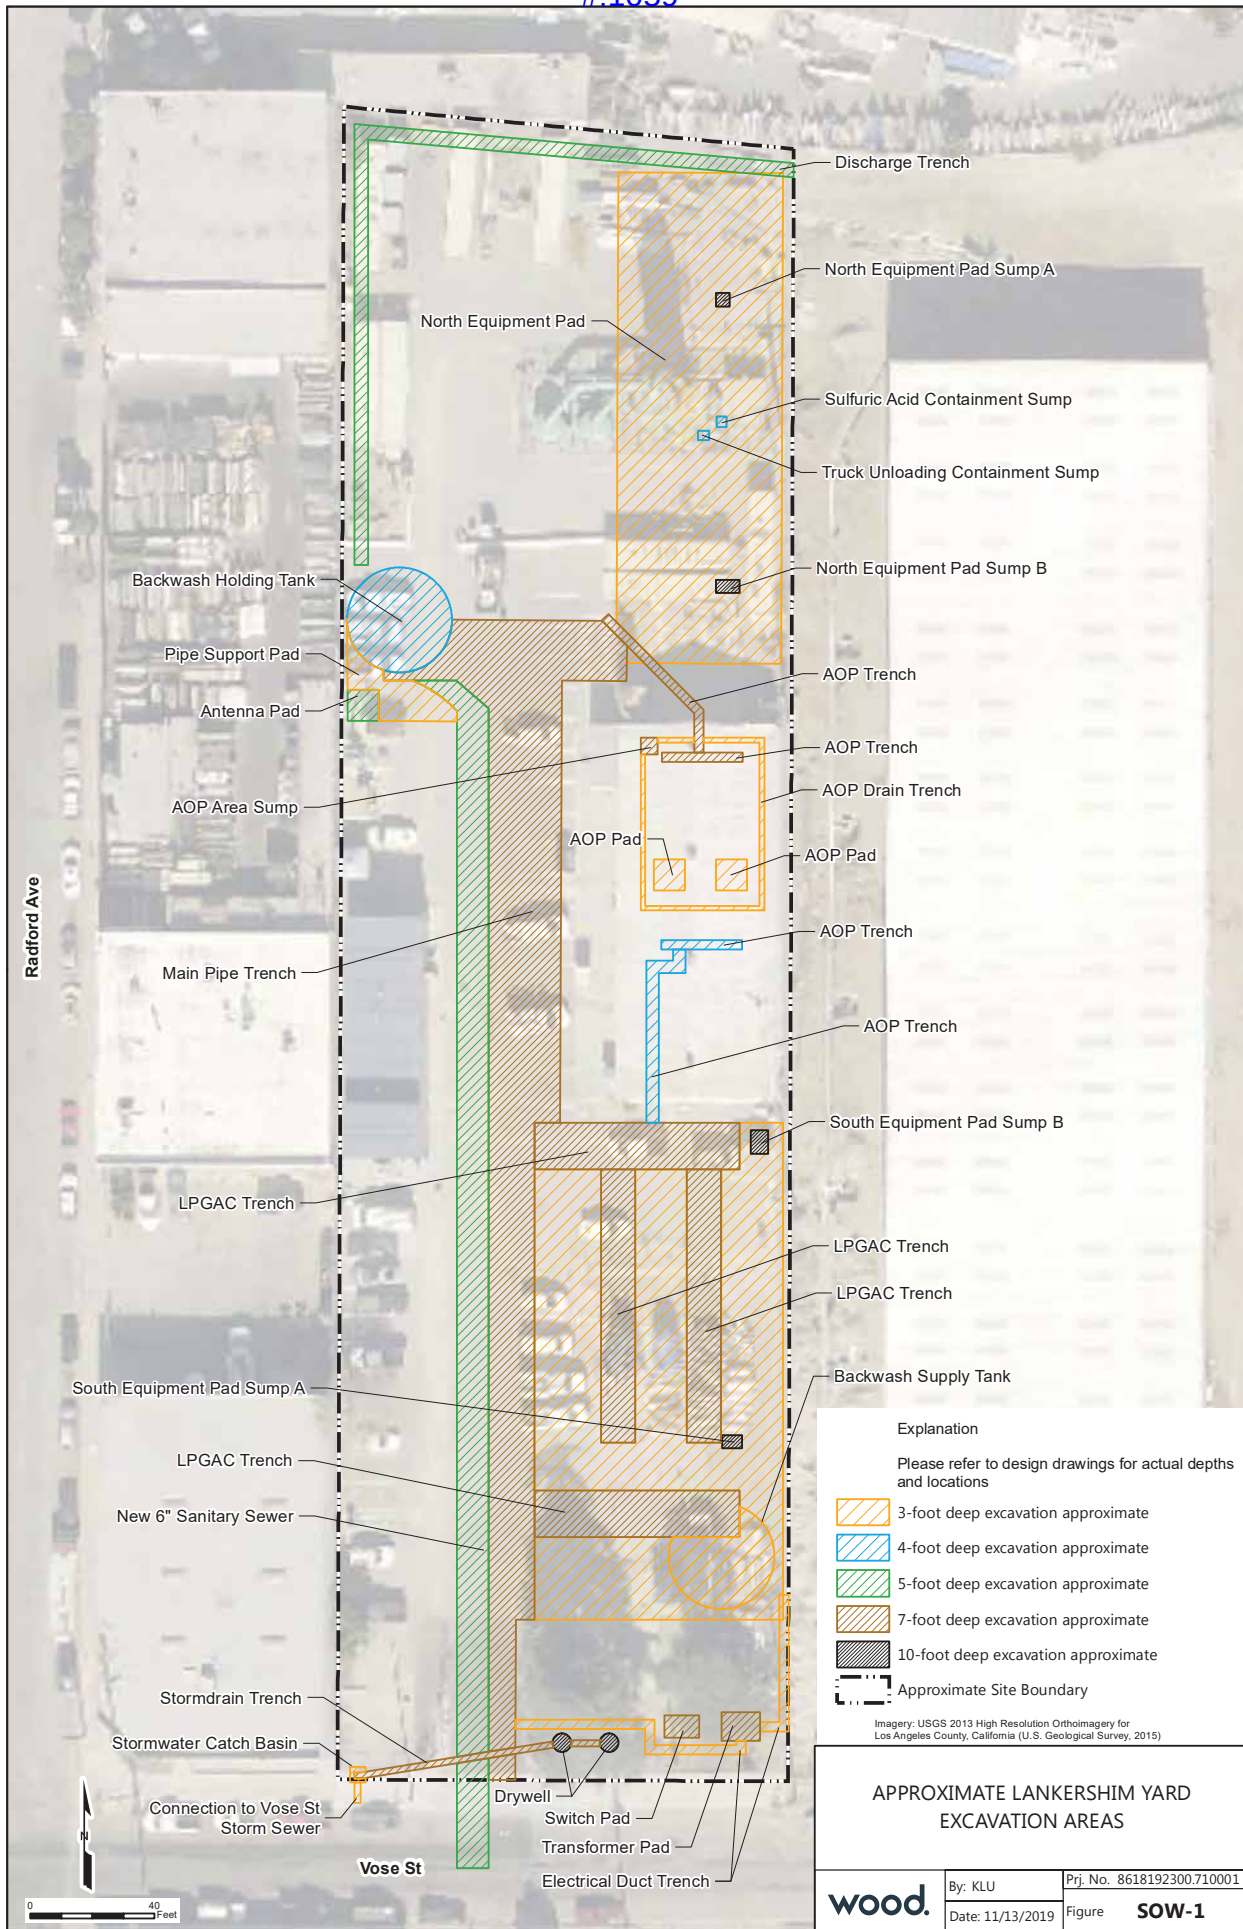 #:1039
Discharge Trench
North Equipment Pad Sump A
North Equipment Pad
Sulfuric Acid Containment Sump
Truck Unloading Containment Sump
North Equipment Pad Sump B
Backwash Holding Tank
Pipe Support Pad
Antenna Pad
AOP Trench
AOP Trench
AOP Area Sump
AOP Drain Trench
AOP Pad
AOP Pad
Radford Ave
AOP Trench
Main Pipe Trench
AOP Trench
South Equipment Pad Sump B
LPGAC Trench
LPGAC Trench
LPGAC Trench
Backwash Supply Tank
South Equipment Pad Sump A
LPGAC Trench
New 6" Sanitary Sewer
Stormdrain Trench
Stormwater Catch Basin
Connection to Vose St
Storm Sewer
Drywell
Switch Pad
Transformer Pad
Electrical Duct Trench
Vose St
N
0 40
Feet
Explanation
Please refer to design drawings for actual depths
and locations
3-foot deep excavation approximate
4-foot deep excavation approximate
5-foot deep excavation approximate
7-foot deep excavation approximate
10-foot deep excavation approximate
Approximate Site Boundary
Imagery: USGS 2013 High Resolution Orthoimagery for
Los Angeles County, California (U.S. Geological Survey, 2015)
APPROXIMATE LANKERSHIM YARD
EXCAVATION AREAS
wood.
By: KLU
Prj. No. 8618192300.710001
Date: 11/13/2019
Figure SOW-1